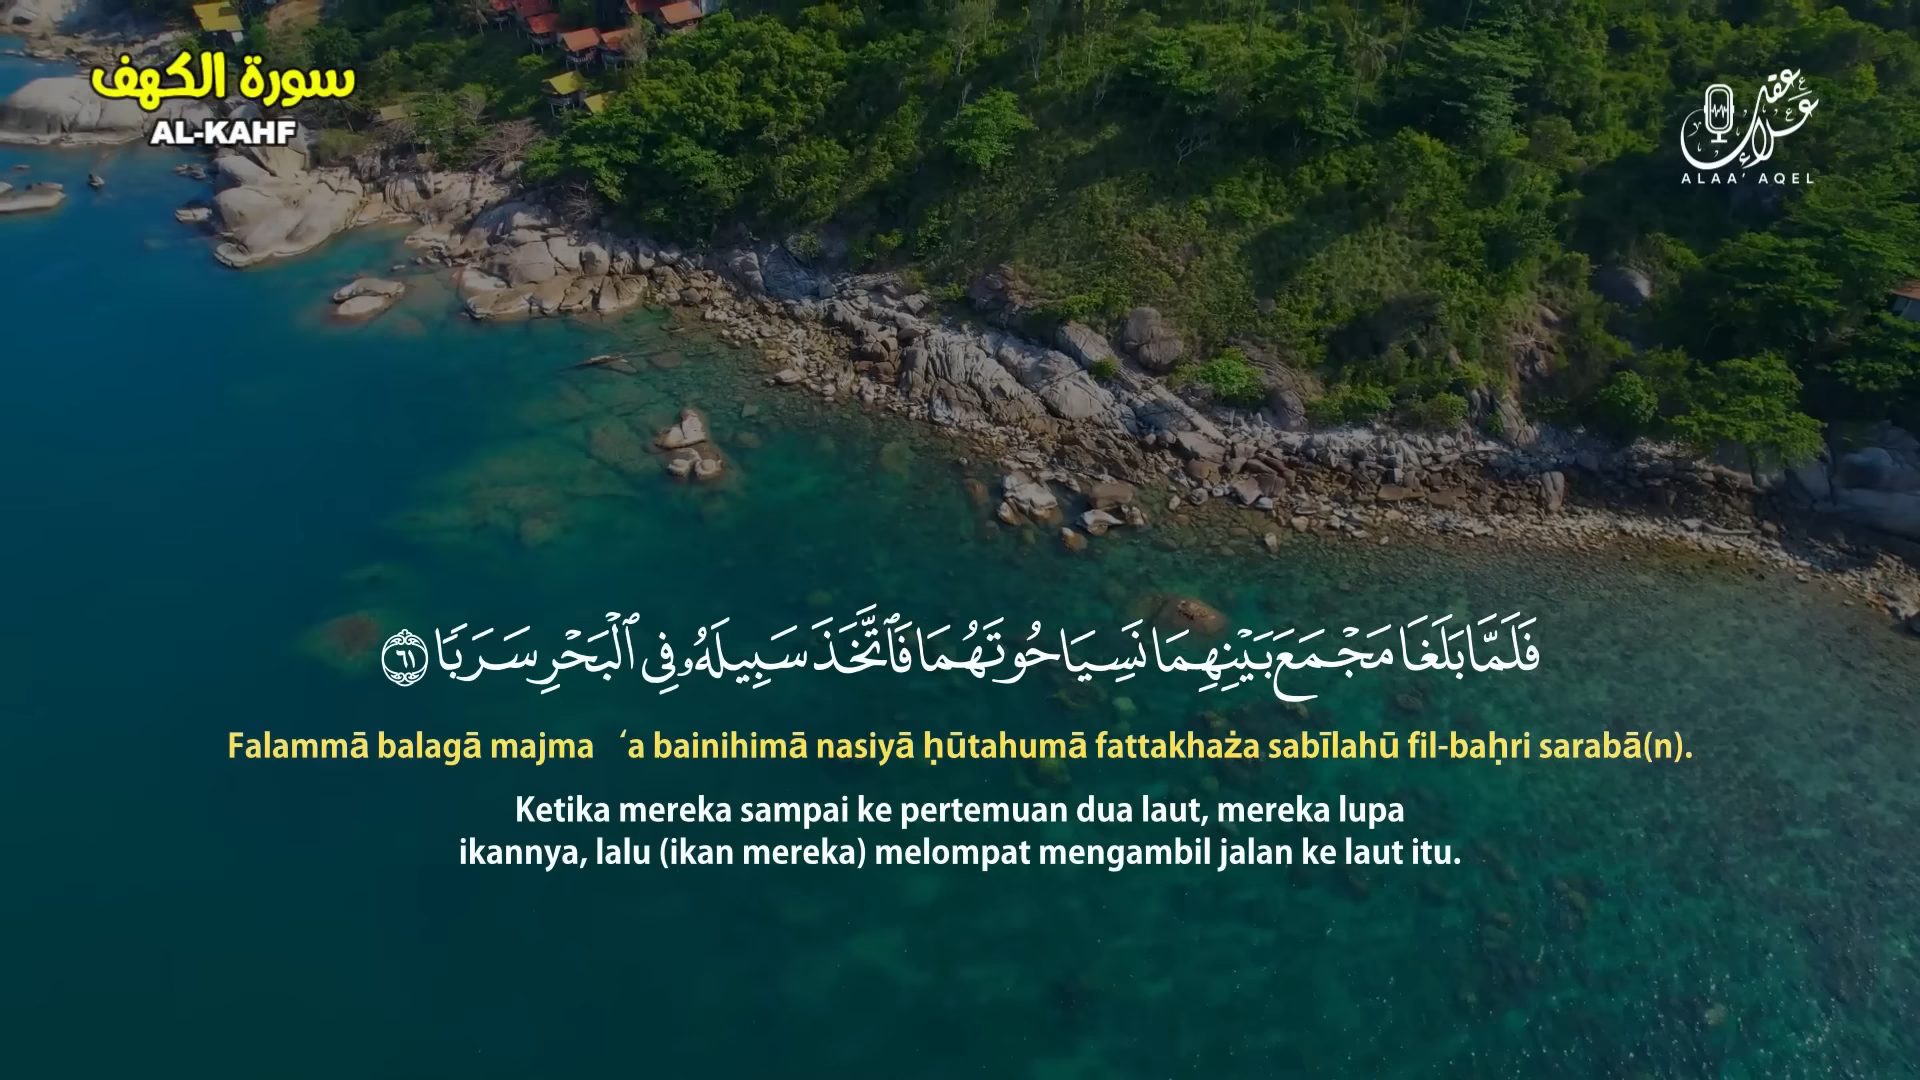 سورة الكهف
AL-KAHF
علاء عقل
ALAA' AQEL
فَلَمَّا بَلَغَا مَجْمَعَ بَيْنِهِمَا نَسِيَا حُوتَهُمَا فَٱتَّخَذَ سَبِيلَهُۥ فِى ٱلْبَحْرِ سَرَبًا ٦١
Falammā balagā majma ‘a bainihimā nasiyā ḥūtahumā fattakhaża sabīlahū fil-baḥri sarabā(n).
Ketika mereka sampai ke pertemuan dua laut, mereka lupa
ikannya, lalu (ikan mereka) melompat mengambil jalan ke laut itu.